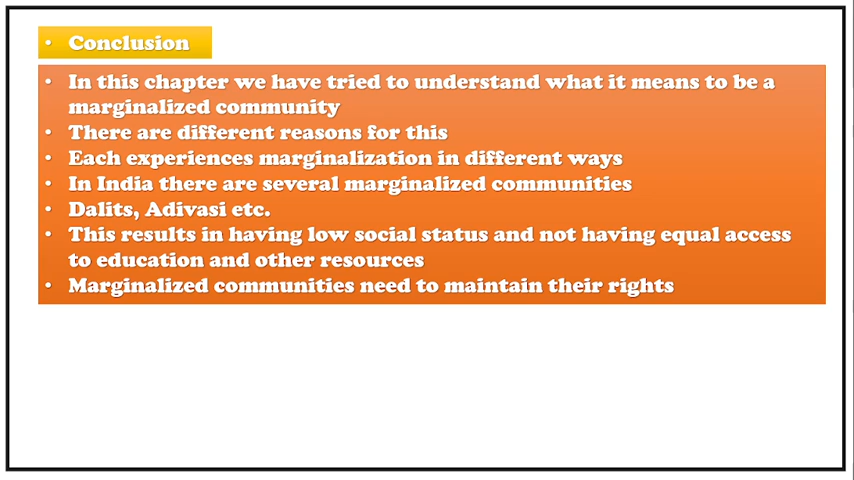 • Conclusion
• In this chapter we have tried to understand what it means to be a
marginalized community
• There are different reasons for this
• Each experiences marginalization in different ways
• In India there are several marginalized communities
• Dalits, Adivasi etc.
• This results in having low social status and not having equal access
to education and other resources
• Marginalized communities need to maintain their rights